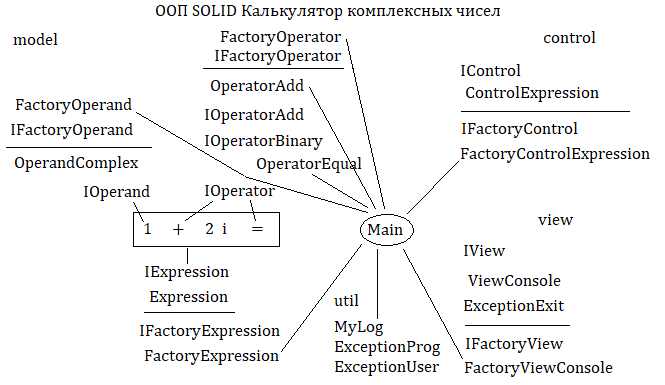 ООП SOLID Калькулятор комплексных чисел
model
FactoryOperator
IFactoryOperator
OperatorAdd
IOperatorAdd
IOperatorBinary
OperatorEqual
control
IControl
ControlExpression
IFactoryControl
FactoryControlExpression
FactoryOperand
IFactoryOperand
OperandComplex
IOperand
IOperator
1 + 2 i =
Main
IExpression
Expression
IFactoryExpression
FactoryExpression
util
MyLog
ExceptionProg
ExceptionUser
view
IView
ViewConsole
ExceptionExit
IFactoryView
FactoryViewConsole